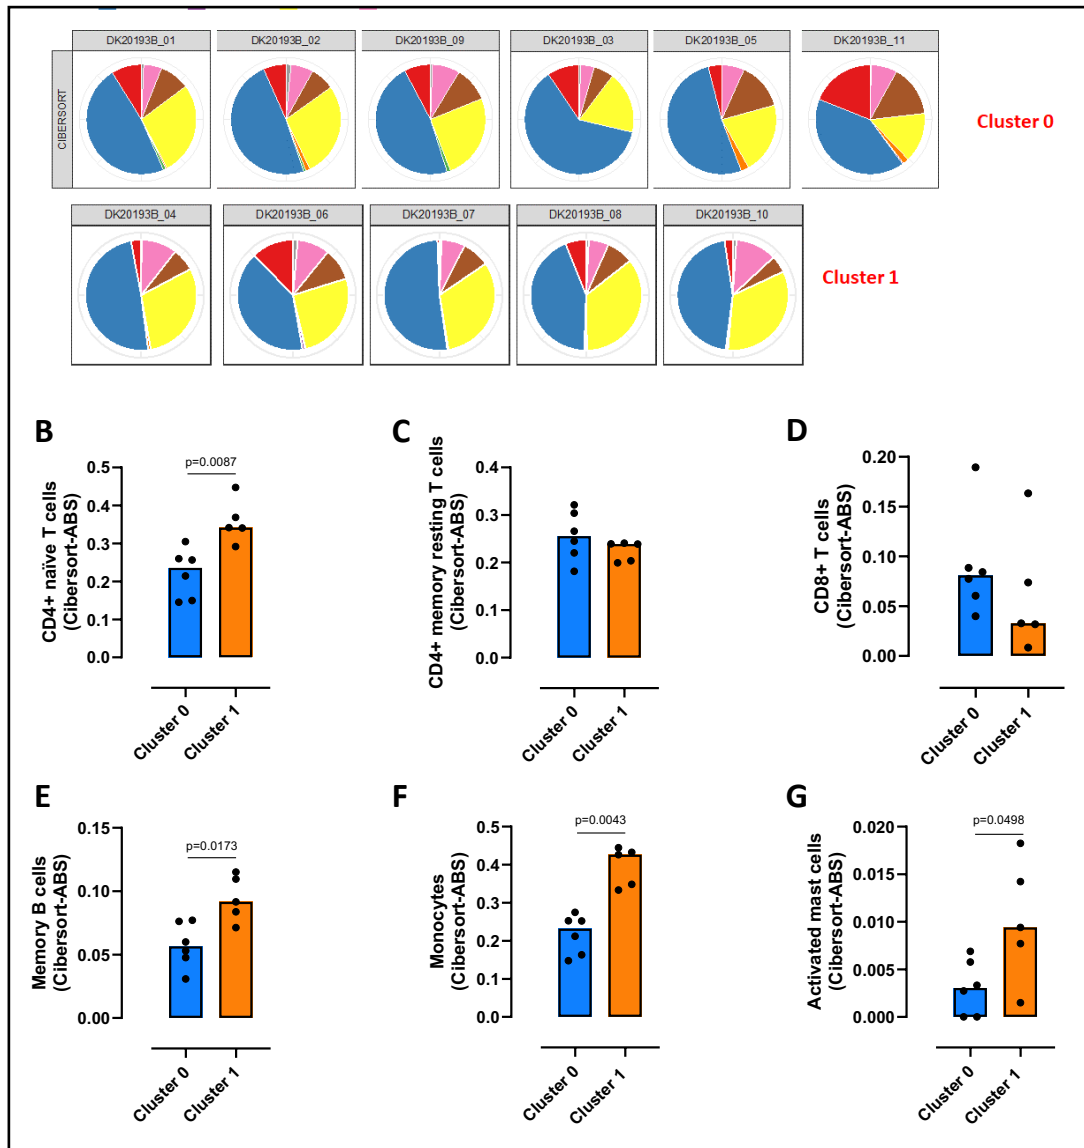 DK20193B_01 DK20193B_02 DK20193B_09 DK20193B_03 DK20193B_05 DK20193B_11
CIBERSORT
Cluster 0
DK20193B_04 DK20193B_06 DK20193B_07 DK20193B_08 DK20193B_10
Cluster 1
B
CD4+ naïve T cells
(Cibersort-ABS)
p=0.0087
0.5
0.4
0.3
0.2
0.1
0.0
Cluster 0
Cluster 1
C
CD4+ memory resting T cells
(Cibersort-ABS)
0.4
0.3
0.2
0.1
0.0
Cluster 0
Cluster 1
D
CD8+ T cells
(Cibersort-ABS)
0.20
0.15
0.10
0.05
0.00
Cluster 0
Cluster 1
E
Memory B cells
(Cibersort-ABS)
p=0.0173
0.15
0.10
0.05
0.00
Cluster 0
Cluster 1
F
Monocytes
(Cibersort-ABS)
p=0.0043
0.5
0.4
0.3
0.2
0.1
0.0
Cluster 0
Cluster 1
G
Activated mast cells
(Cibersort-ABS)
p=0.0498
0.020
0.015
0.010
0.005
0.000
Cluster 0
Cluster 1